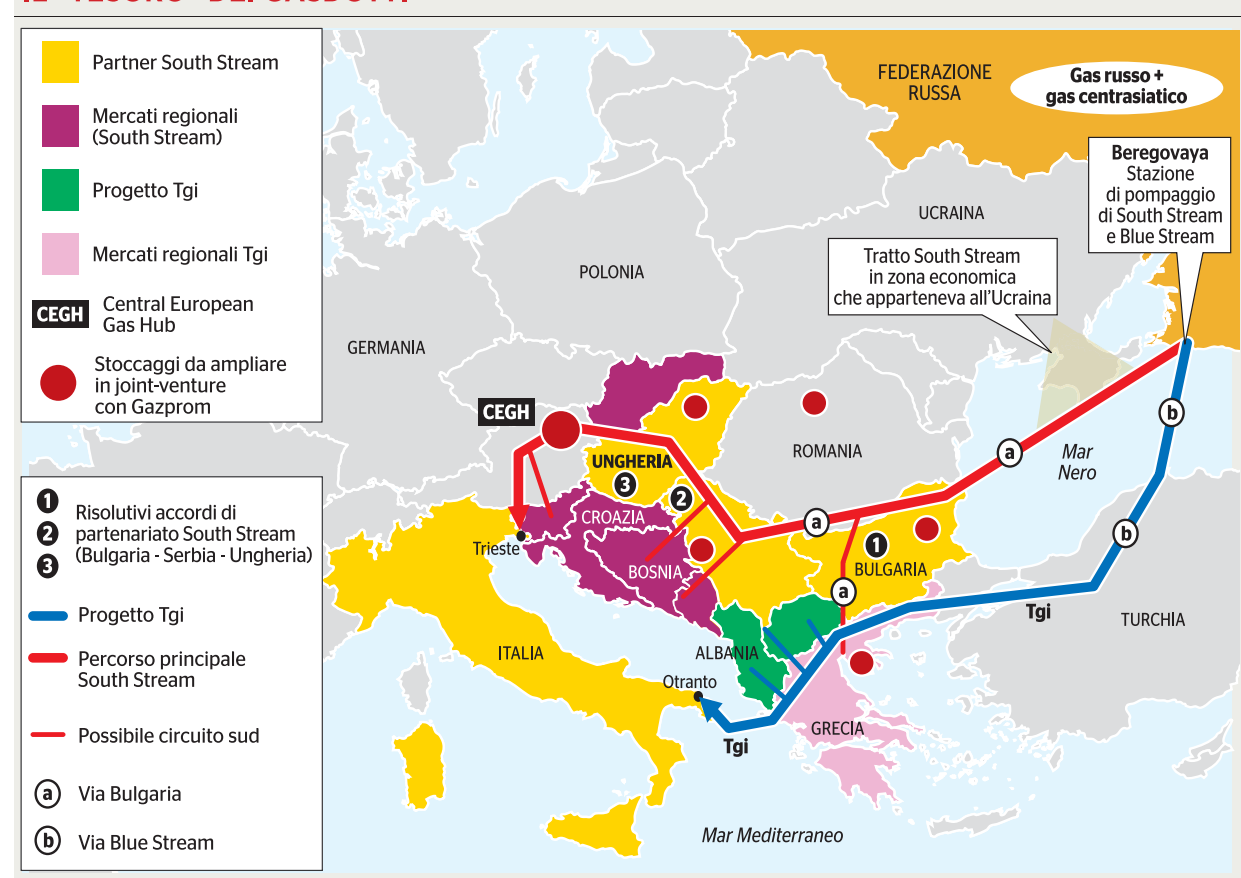 IL "TESORO" DEI GASDOTTI
Partner South Stream
Mercati regionali
(South Stream)
Progetto Tgi
Mercati regionali Tgi
CEGH
Central European
Gas Hub
Stoccaggi da ampliare
in joint-venture
con Gazprom
1
2
3
Risolutivi accordi di
partenariato South Stream
(Bulgaria - Serbia - Ungheria)
Progetto Tgi
Percorso principale
South Stream
Possibile circuito sud
a
Via Bulgaria
b
Via Blue Stream
FEDERAZIONE
RUSSA
Gas russo +
gas centrasiatico
Beregovaya
Stazione
di pompaggio
di South Stream
e Blue Stream
UCRAINA
Tratto South Stream
in zona economica
che apparteneva all'Ucraina
POLONIA
GERMANIA
CEGH
ROMANIA
Mar
Nero
a
b
UNGHERIA
3
2
CROAZIA
Trieste
BOSNIA
a
1
BULGARIA
b
a
Tgi
TURCHIA
ITALIA
ALBANIA
Otranto
GRECIA
Tgi
Mar Mediterraneo